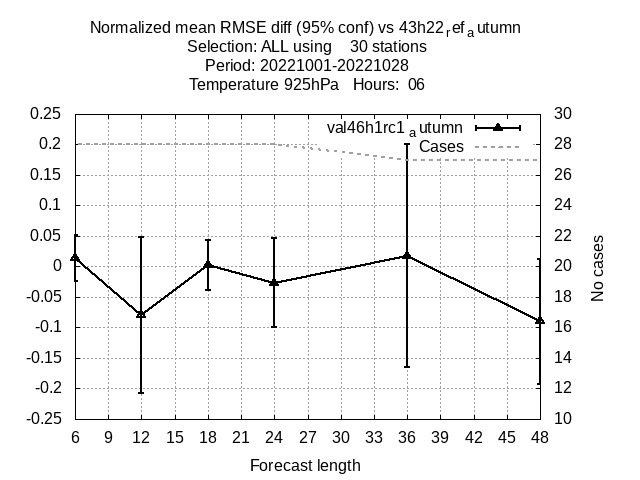 Normalized mean RMSE diff (95% conf) vs 43h22refautumn
Selection: ALL using 30 stations
Period: 20221001-20221028
Temperature 925hPa Hours: 06
val46h1rc1autumn
Cases
0.25
0.2
0.15
0.1
0.05
0
-0.05
-0.1
-0.15
-0.2
-0.25
30
28
26
24
22
20
18
16
14
12
10
No cases
6 9 12 15 18 21 24 27 30 33 36 39 42 45 48
Forecast length